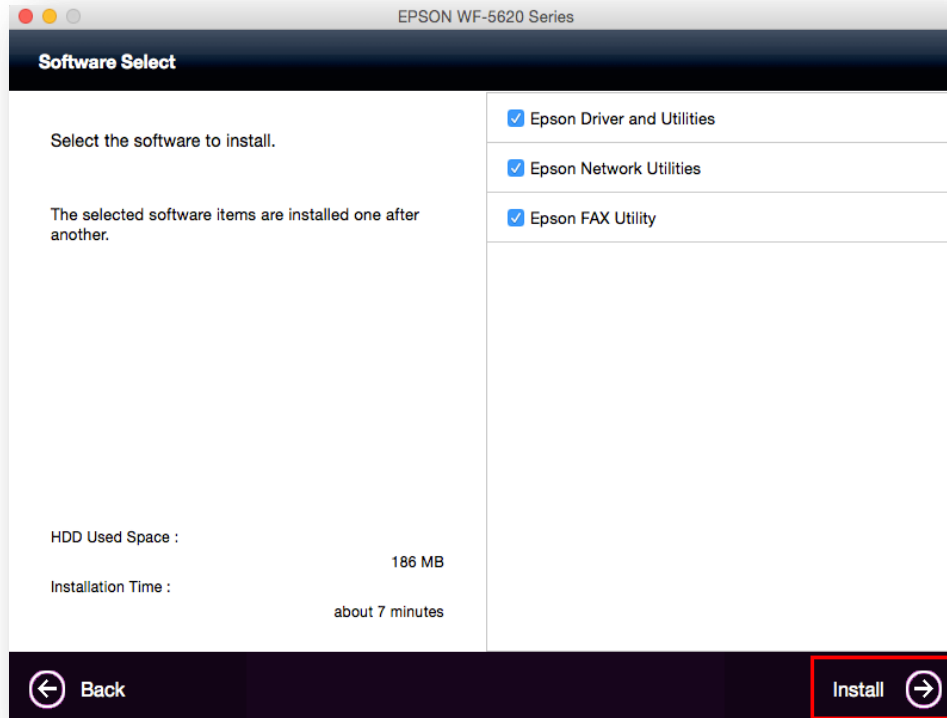 EPSON WF-5620 Series
Software Select
Select the software to install.
The selected software items are installed one after
another.
HDD Used Space :
186 MB
Installation Time :
about 7 minutes
Epson Driver and Utilities
Epson Network Utilities
Epson FAX Utility
Back
Install